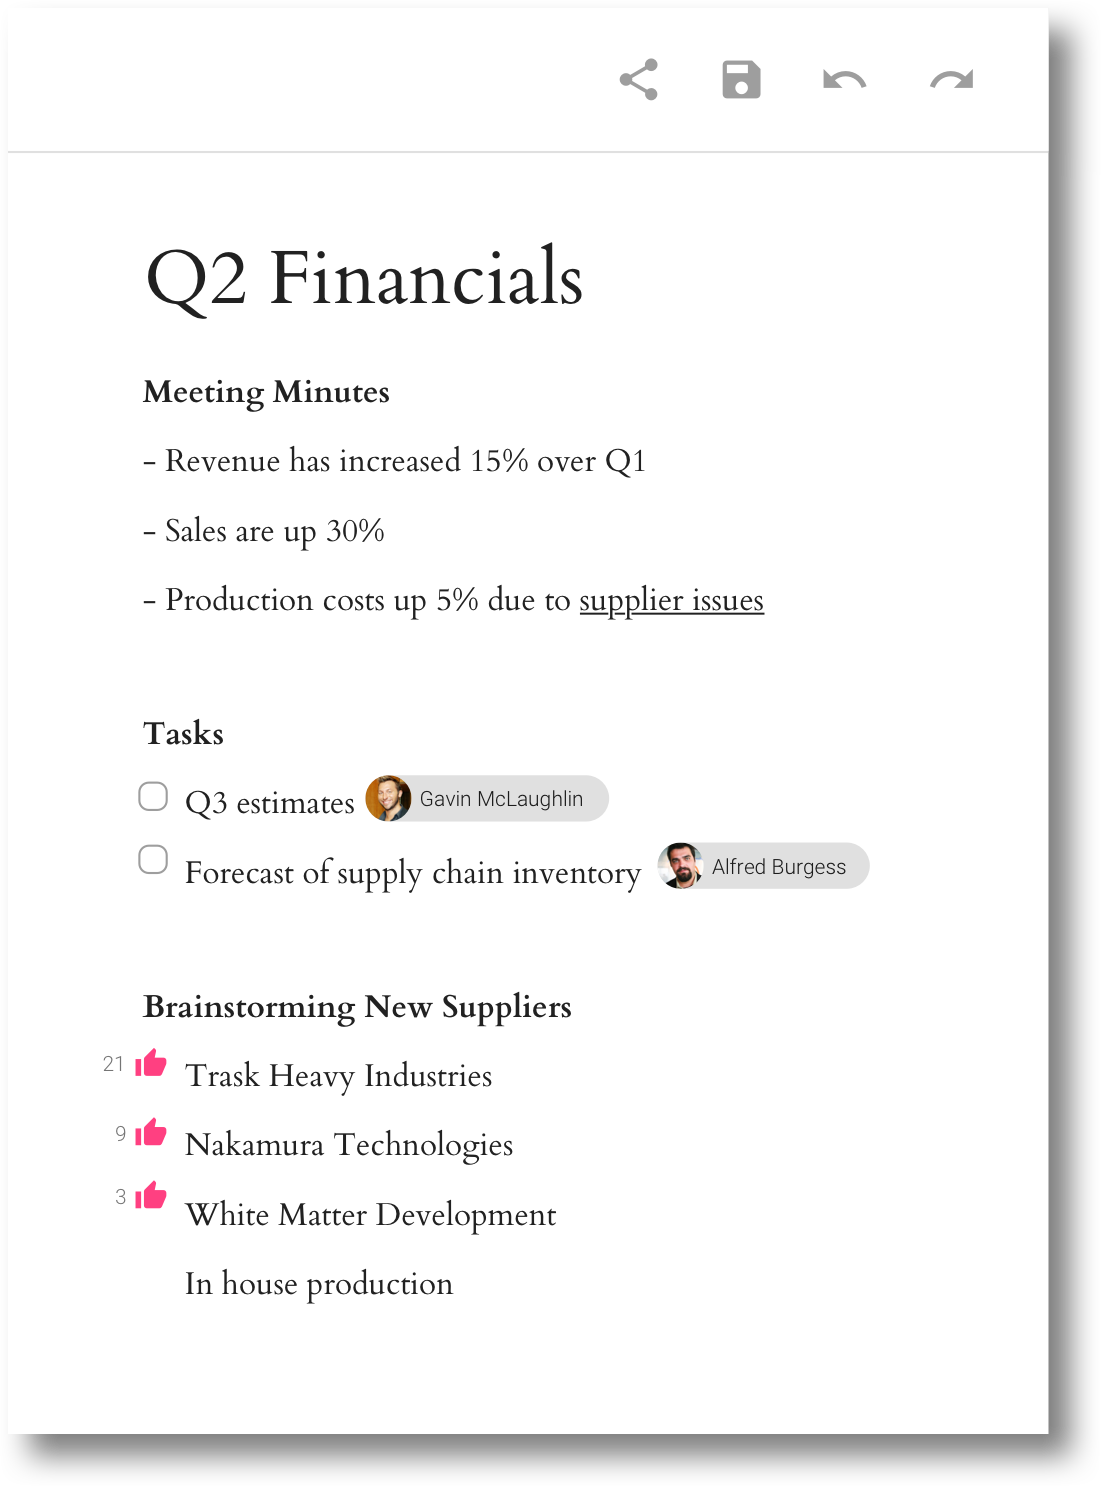 Q2 Financials
Meeting Minutes
- Revenue has increased 15% over Q1
- Sales are up 30%
- Production costs up 5% due to supplier issues
Tasks
Q3 estimates Gavin McLaughlin
Forecast of supply chain inventory Alfred Burgess
Brainstorming New Suppliers
21 Trask Heavy Industries
9 Nakamura Technologies
3 White Matter Development
In house production